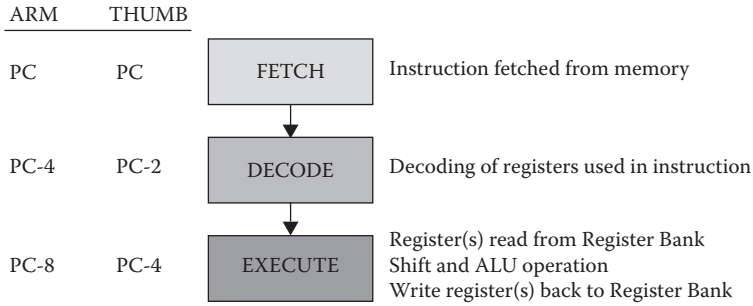 ARM THUMB
PC PC FETCH Instruction fetched from memory
PC-4 PC-2 DECODE Decoding of registers used in instruction
PC-8 PC-4 EXECUTE Register(s) read from Register Bank
Shift and ALU operation
Write register(s) back to Register Bank